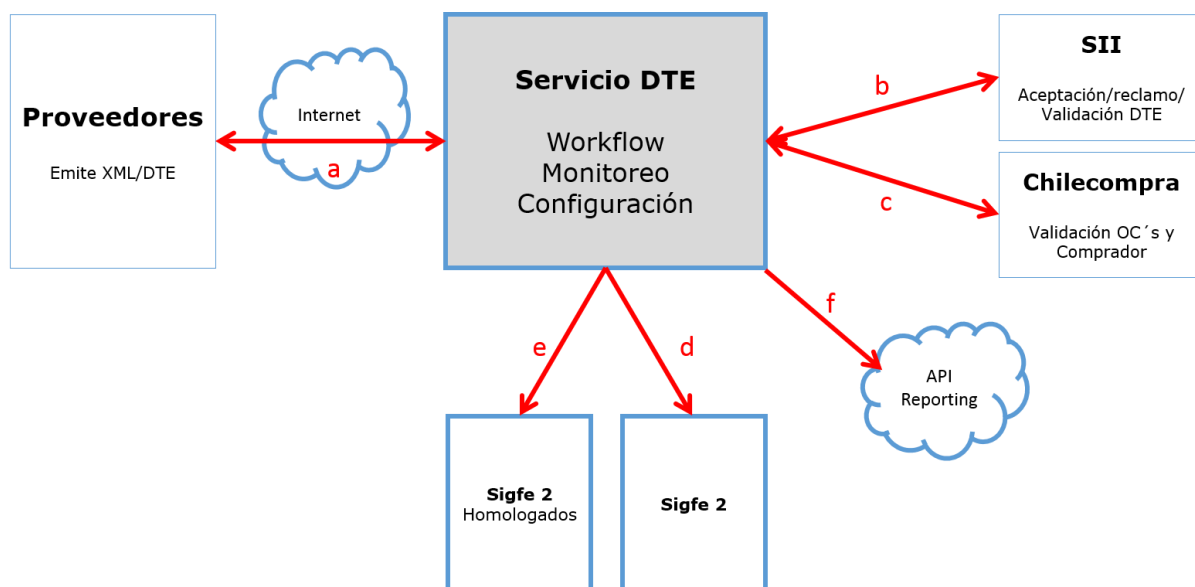 Proveedores
Emite XML/DTE
Internet
a
Servicio DTE
Workflow
Monitoreo
Configuración
b
SII
Aceptación/reclamo/
Validación DTE
c
Chilecompra
Validación OC´s y
Comprador
f
e
d
API
Reporting
Sigfe 2
Homologados
Sigfe 2